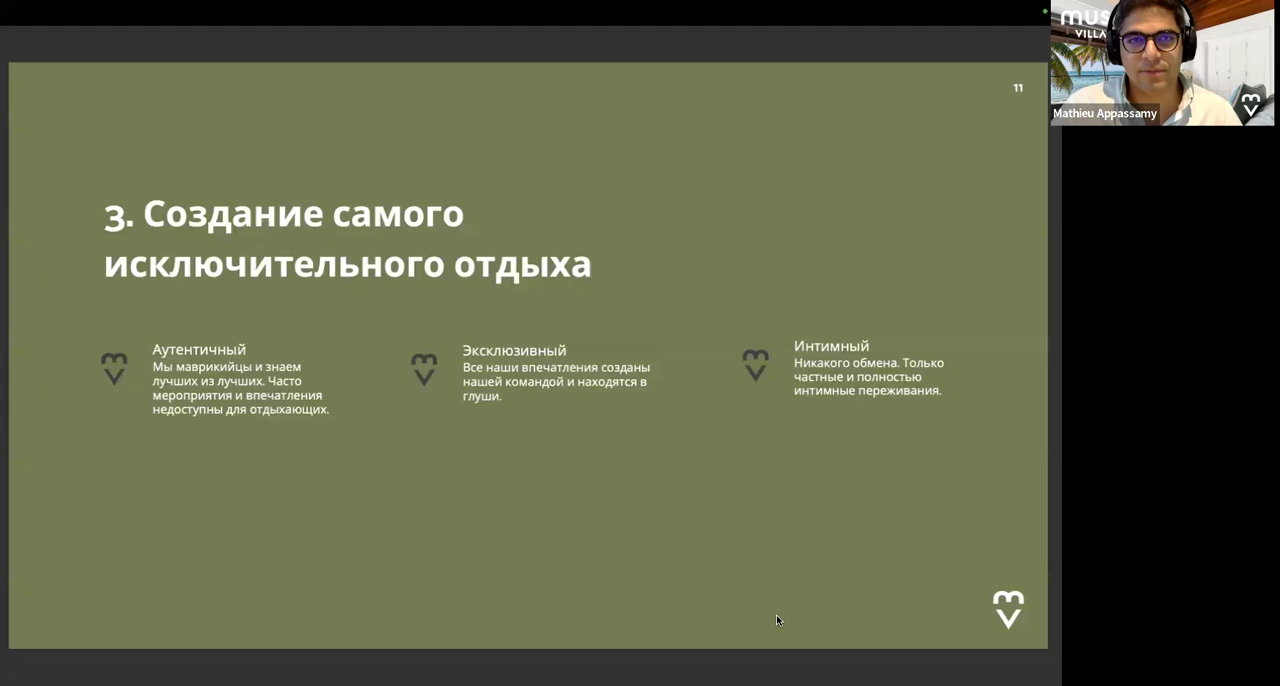 mus
VILLA
Mathieu Appassamy
11
3. Создание самого
исключительного отдыха
Аутентичный
Мы маврикийцы и знаем
лучших из лучших. Часто
мероприятия и впечатления
недоступны для отдыхающих.
Эксклюзивный
Все наши впечатления созданы
нашей командой и находятся в
глуши.
Интимный
Никакого обмена. Только
частные и полностью
интимные переживания.